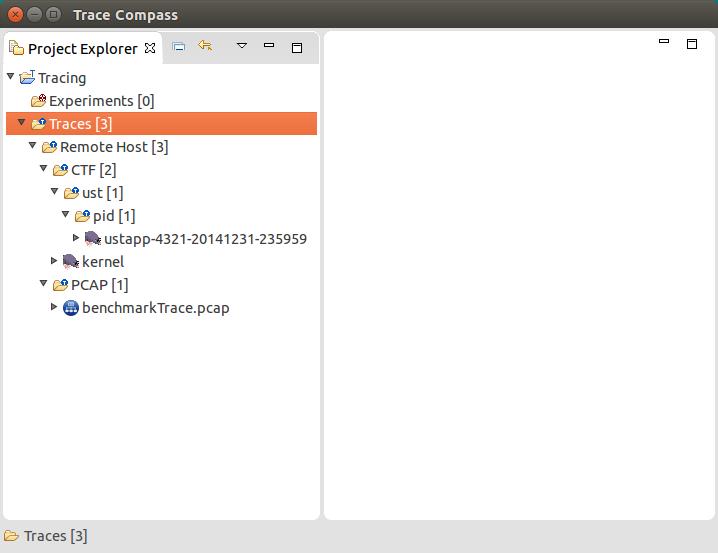 Trace Compass
Project Explorer
Tracing
Experiments [0]
Traces [3]
Remote Host [3]
CTF [2]
ust [1]
pid [1]
ustapp-4321-20141231-235959
kernel
PCAP [1]
benchmarkTrace.pcap
Traces [3]